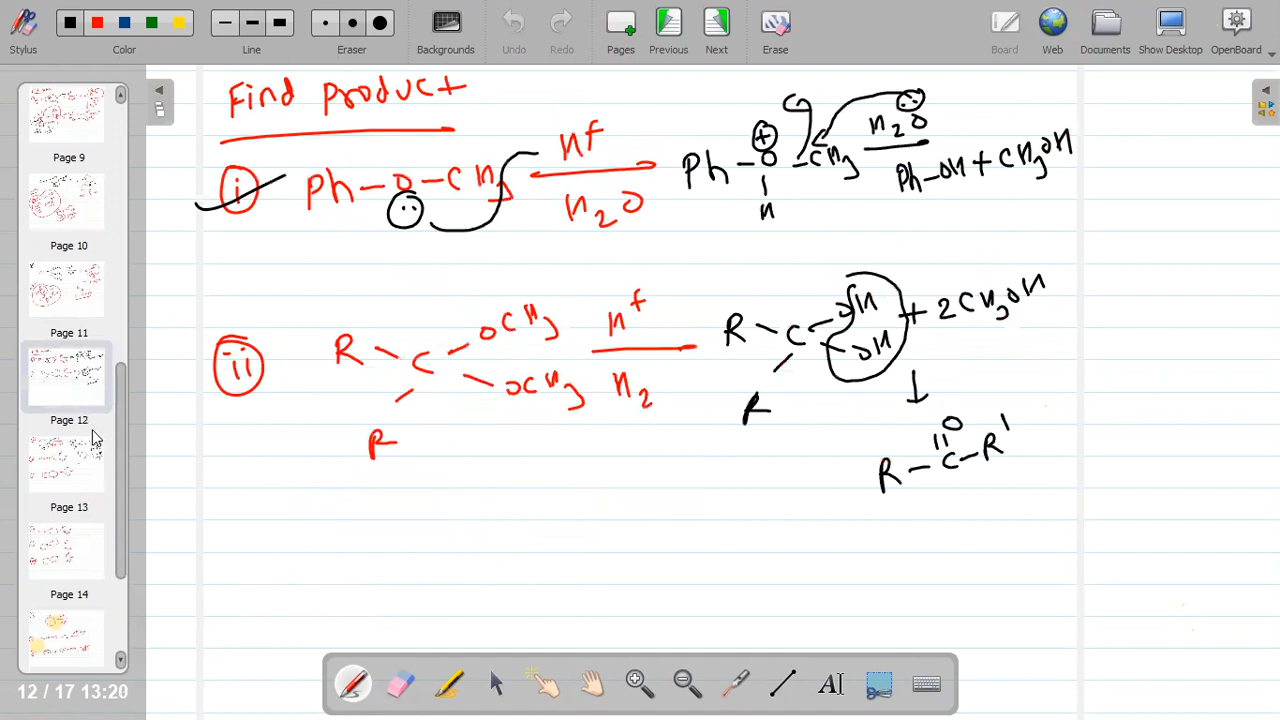 Stylus
Color
Line
Eraser
Backgrounds
Undo
Redo
Pages
Previous
Next
Erase
Board
Web
Documents
Show Desktop
OpenBoard
Page 9
Page 10
Page 11
Page 12
Page 13
Page 14
12 / 17 13:20
Find Product
i Ph-O-CH3 H+ H2O Ph-O-CH3 H + H2O Ph-OH + CH3OH
ii R C OCH3 OCH3 R H+ H2 R C OH OH R + 2CH3OH
R-C-R' O